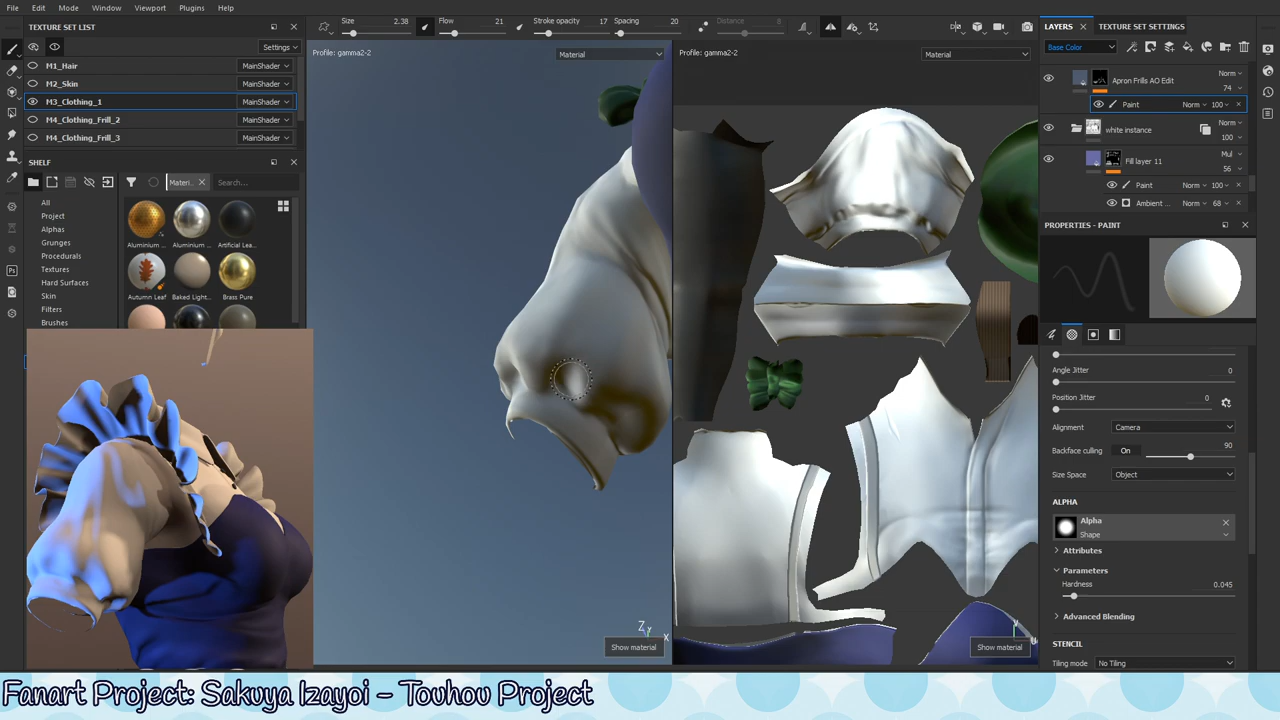 File Edit Mode Window Viewport Plugins Help
TEXTURE SET LIST
Settings
M1_Hair MainShader
M2_Skin MainShader
M3_Clothing_1 MainShader
M4_Clothing_Frill_2 MainShader
M4_Clothing_Frill_3 MainShader
SHELF
Materi... Search...
All
Project
Alphas
Grunges
Procedurals
Textures
Hard Surfaces
Skin
Filters
Brushes
Aluminium ... Aluminium ... Artificial Lea...
Autumn Leaf Baked Light... Brass Pure
Size 2.38 Flow 21 Stroke opacity 17 Spacing 20 Distance 8
Profile: gamma2-2 Material
Profile: gamma2-2 Material
Z Y X
Show material
Show material
LAYERS TEXTURE SET SETTINGS
Base Color
Apron Frills AO Edit Norm 74
Paint Norm 100
white instance Norm 100
Fill layer 11 Mul 56
Paint Norm 100
Ambient ... Norm 68
PROPERTIES - PAINT
Angle Jitter 0
Position Jitter 0
Alignment Camera
Backface culling On 90
Size Space Object
ALPHA
Alpha
Shape
Attributes
Parameters
Hardness 0.045
Advanced Blending
STENCIL
Tiling mode No Tiling
Fanart Project: Sakuya Izayoi - Touhou Project